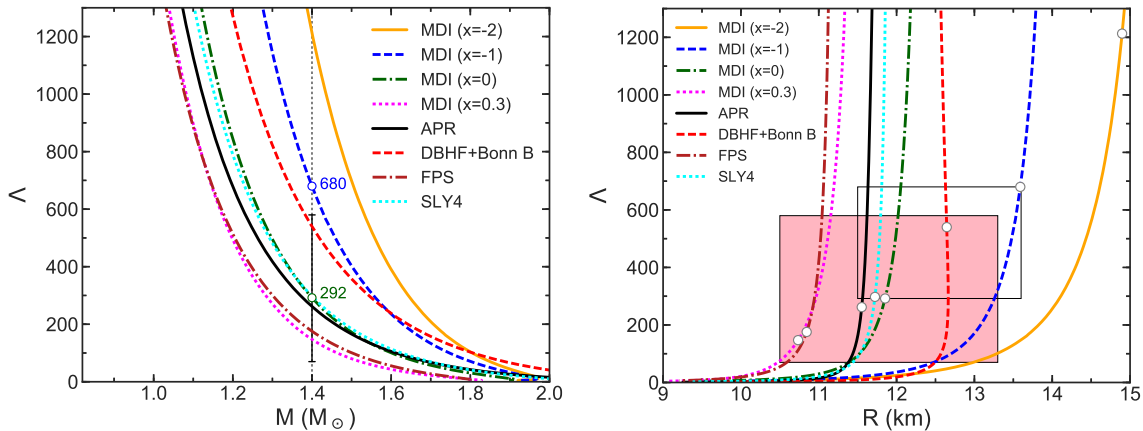 1200
1000
800
600
400
200
0
Λ
1.0
1.2
1.4
1.6
1.8
2.0
M (M⊙)
MDI (x=-2)
MDI (x=-1)
MDI (x=0)
MDI (x=0.3)
APR
DBHF+Bonn B
FPS
SLY4
680
292
1200
1000
800
600
400
200
0
Λ
9
10
11
12
13
14
15
R (km)
MDI (x=-2)
MDI (x=-1)
MDI (x=0)
MDI (x=0.3)
APR
DBHF+Bonn B
FPS
SLY4